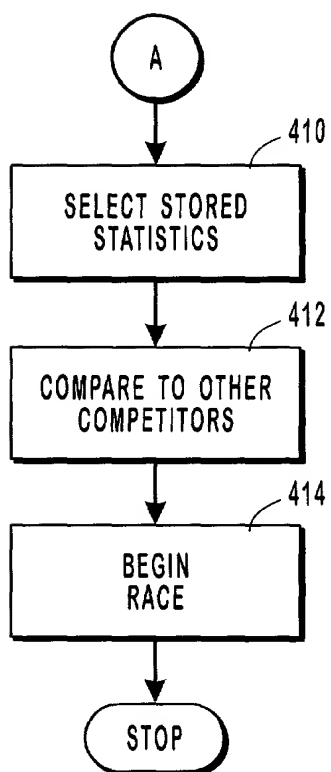 A
410
SELECT STORED
STATISTICS
412
COMPARE TO OTHER
COMPETITORS
414
BEGIN
RACE
STOP